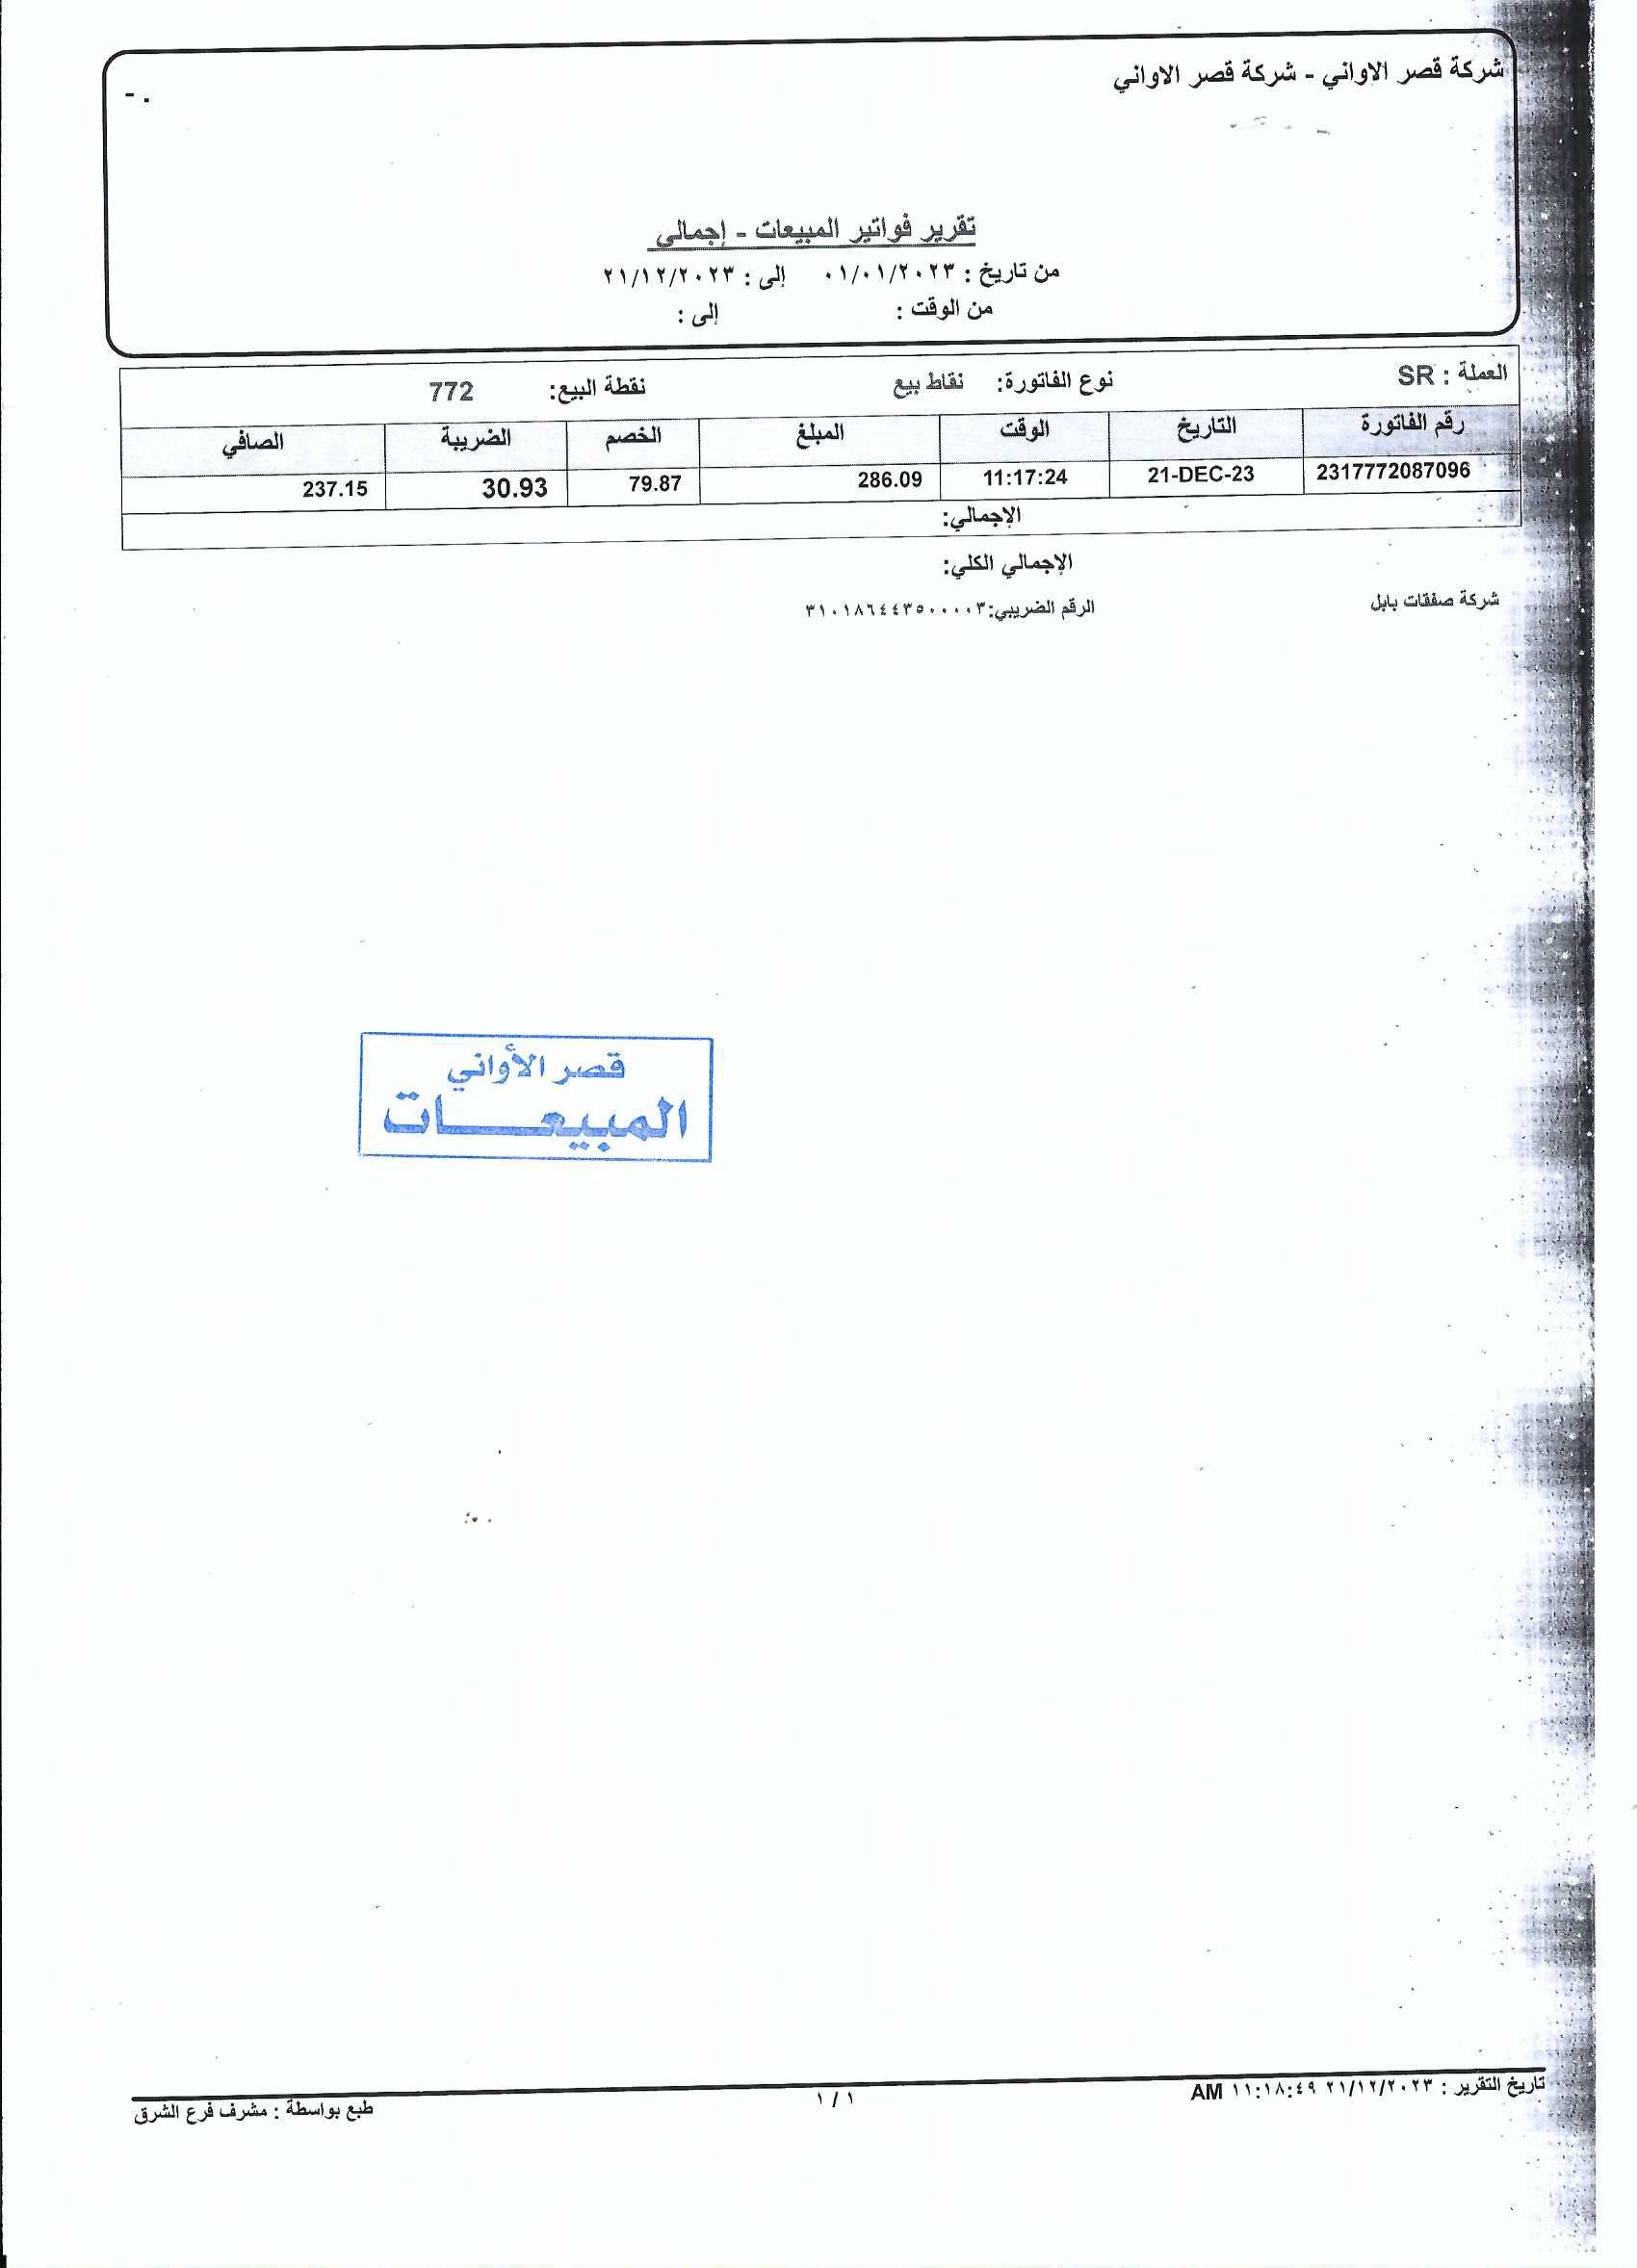 شركة قصر الاواني - شركة قصر الاواني
- .
تقرير فواتير المبيعات - إجمالي
من تاريخ : ٠١/٠١/٢٠٢٣ إلى : ٢١/١٢/٢٠٢٣
من الوقت : إلى :
العملة : SR نوع الفاتورة: نقاط بيع نقطة البيع: 772
رقم الفاتورة التاريخ الوقت المبلغ الخصم الضريبة الصافي
2317772087096 21-DEC-23 11:17:24 286.09 79.87 30.93 237.15
الإجمالي:
الإجمالي الكلي:
شركة صفقات بابل الرقم الضريبي:٣١٠١٨٦٤٤٣٥٠٠٠٠٣
قصر الأواني
المبيعـــات
تاريخ التقرير : ٢١/١٢/٢٠٢٣ ١١:١٨:٤٩ AM ١ / ١ طبع بواسطة : مشرف فرع الشرق